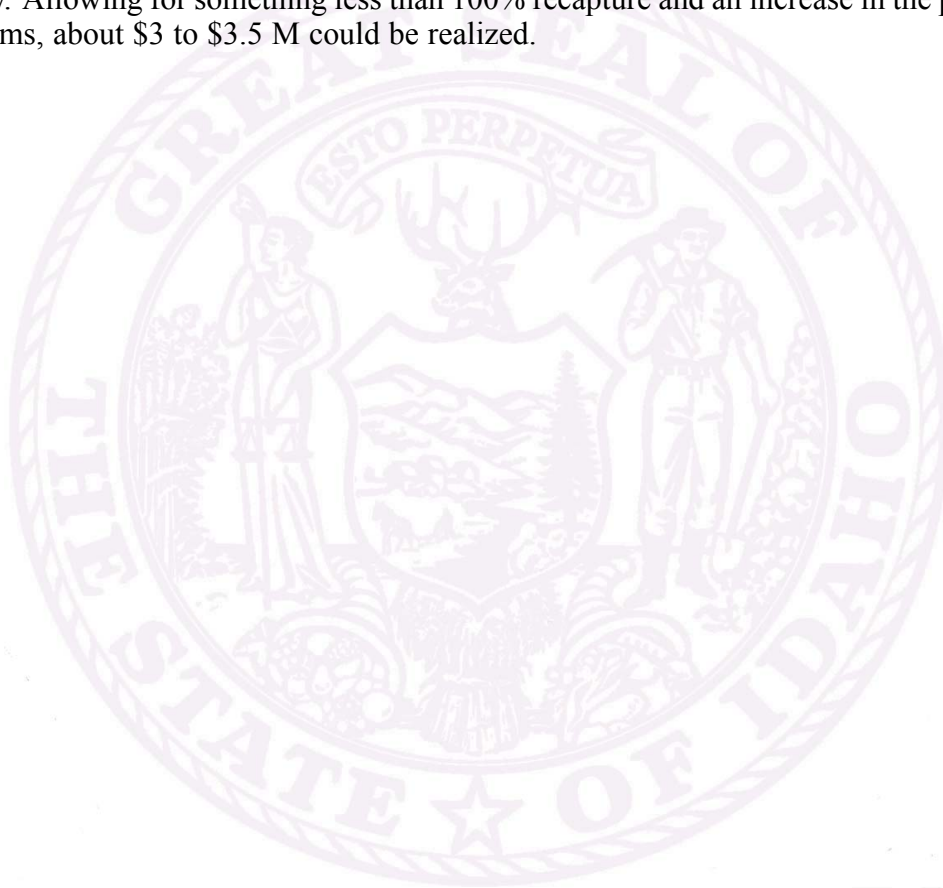 Allowing for something less than 100% recapture and an increase in the
ms, about $3 to $3.5 M could be realized.
GREAT SEAL OF
ESTO PERPETUA
THE STATE OF IDAHO